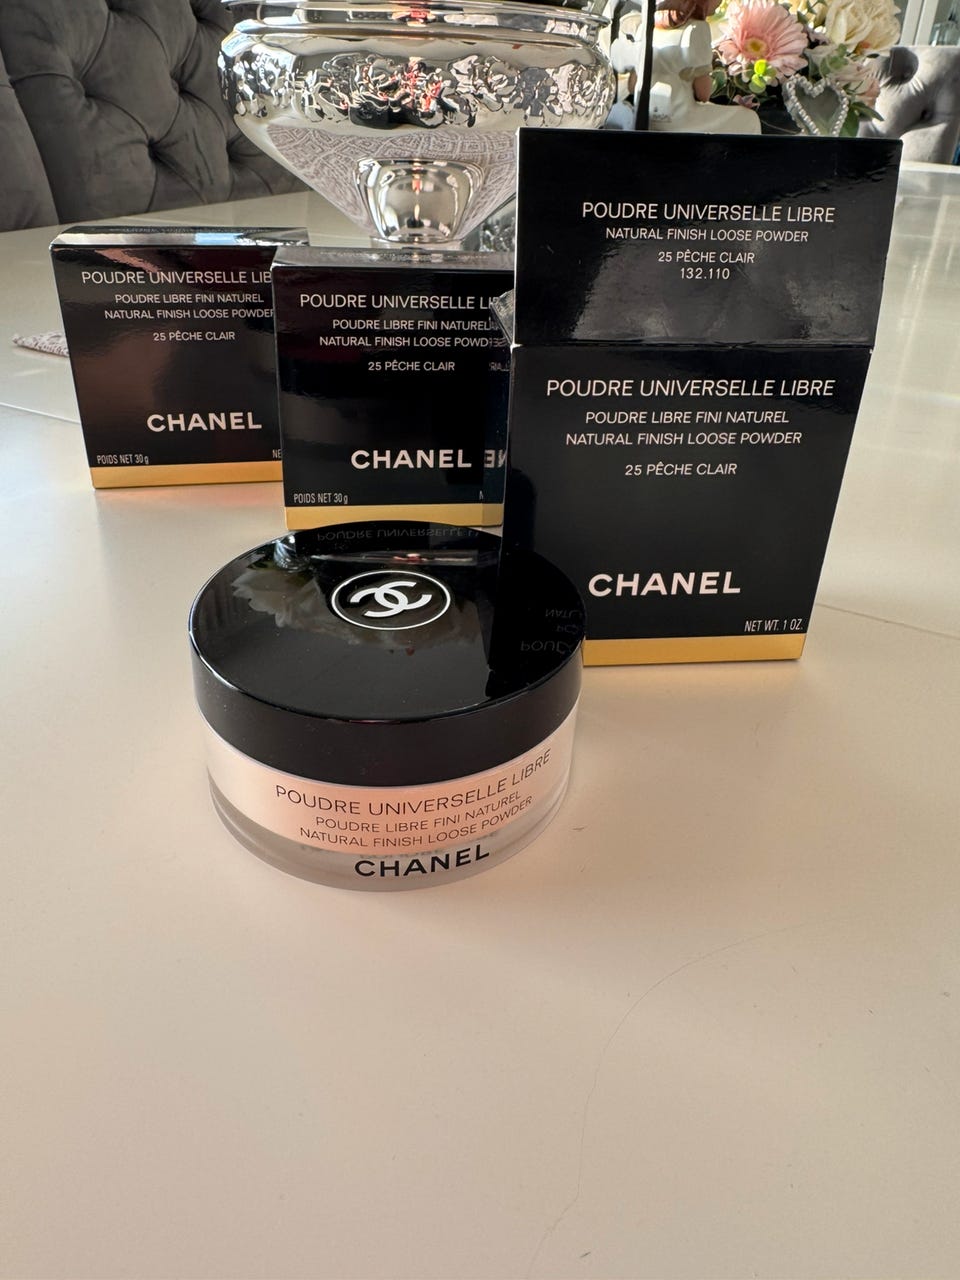 POUDRE UNIVERSELLE LIB
POUDRE LIBRE FINI NATUREL
NATURAL FINISH LOOSE POWDER
25 PÊCHE CLAIR
CHANEL
POIDS NET 30 g
NE
POUDRE UNIVERSELLE LI
POUDRE LIBRE FINI NATUREL
NATURAL FINISH LOOSE POWD
25 PÊCHE CLAIR
CHANEL
POIDS NET 30 g
N
POUDRE UNIVERSELLE LIBRE
NATURAL FINISH LOOSE POWDER
25 PÊCHE CLAIR
132.110
POUDRE UNIVERSELLE LIBRE
POUDRE LIBRE FINI NATUREL
NATURAL FINISH LOOSE POWDER
25 PÊCHE CLAIR
CHANEL
NET WT. 1 OZ.
POUDRE UNIVERSELLE LIBRE
POUDRE LIBRE FINI NATUREL
NATURAL FINISH LOOSE POWDER
CHANEL